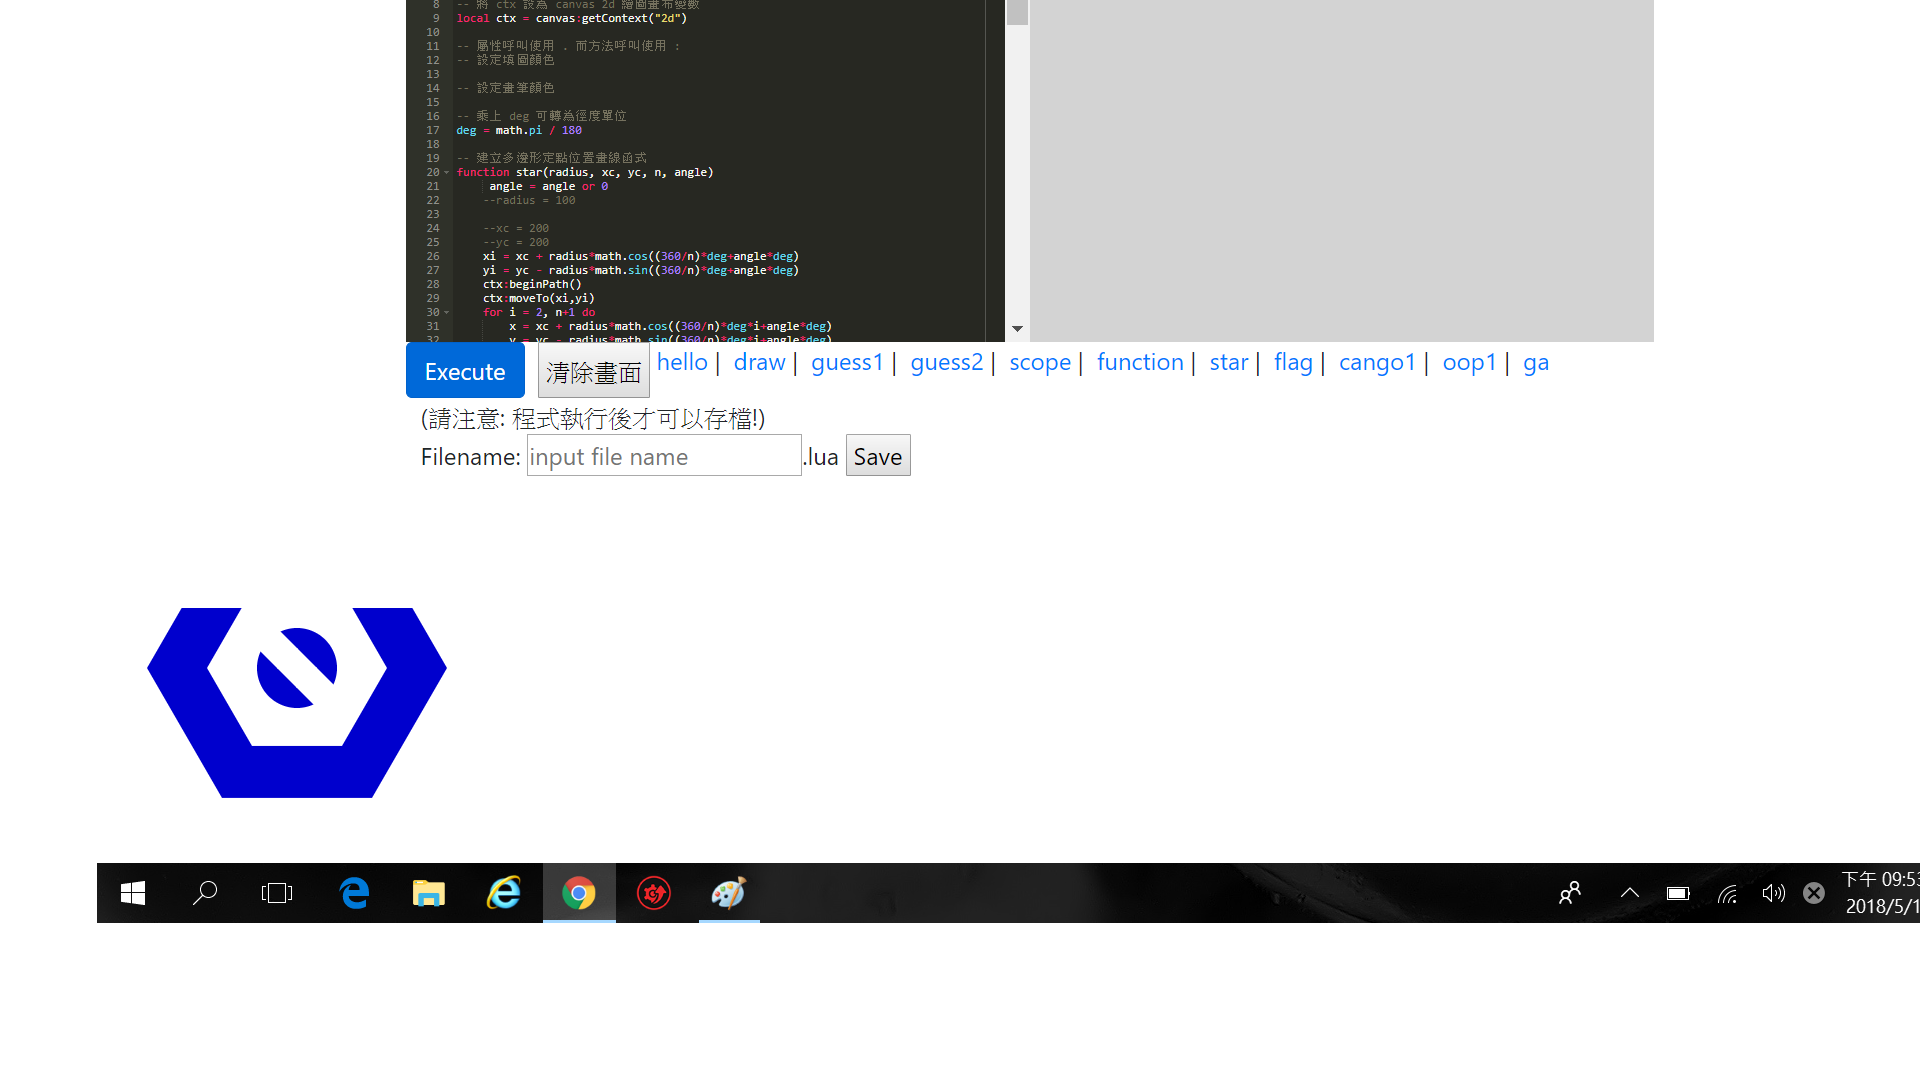 8 -- 將 ctx 設為 canvas 2d 繪圖畫布變數
9 local ctx = canvas:getContext("2d")
10
11 -- 屬性呼叫使用 . 而方法呼叫使用 :
12 -- 設定填圖顏色
13
14 -- 設定畫筆顏色
15
16 -- 乘上 deg 可轉為徑度單位
17 deg = math.pi / 180
18
19 -- 建立多邊形定點位置畫線函式
20 function star(radius, xc, yc, n, angle)
21 angle = angle or 0
22 --radius = 100
23
24 --xc = 200
25 --yc = 200
26 xi = xc + radius*math.cos((360/n)*deg+angle*deg)
27 yi = yc - radius*math.sin((360/n)*deg+angle*deg)
28 ctx:beginPath()
29 ctx:moveTo(xi,yi)
30 for i = 2, n+1 do
31 x = xc + radius*math.cos((360/n)*deg*i+angle*deg)
32 y = yc - radius*math.sin((360/n)*deg*i+angle*deg)
Execute 清除畫面 hello | draw | guess1 | guess2 | scope | function | star | flag | cango1 | oop1 | ga
(請注意: 程式執行後才可以存檔!)
Filename: input file name .lua Save
下午 09:53
2018/5/1